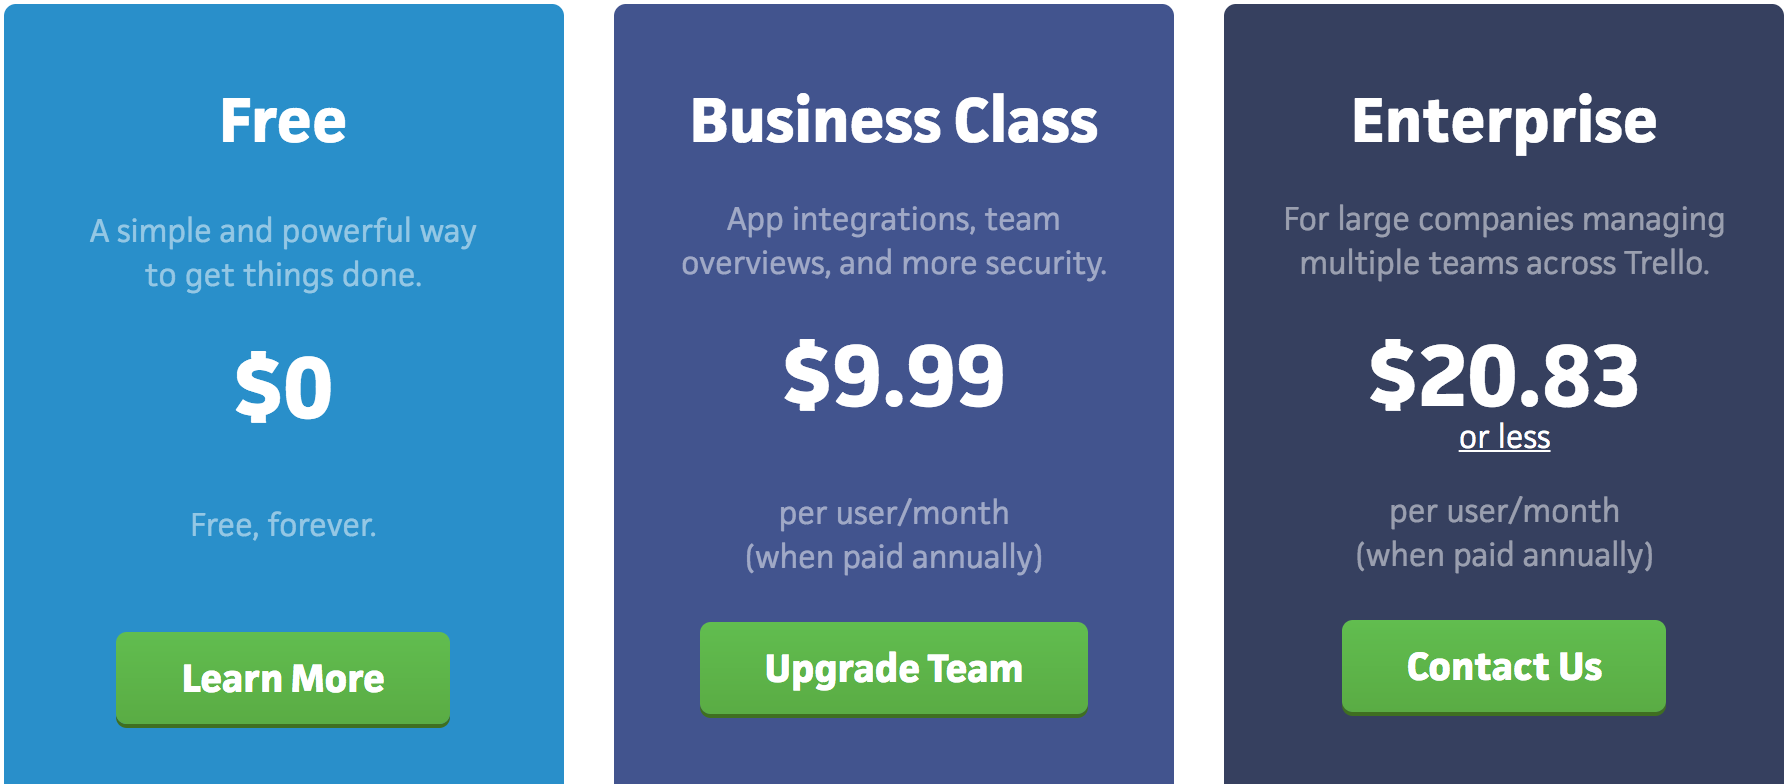 Free
A simple and powerful way
to get things done.
$0
Free, forever.
Learn More
Business Class
App integrations, team
overviews, and more security.
$9.99
per user/month
(when paid annually)
Upgrade Team
Enterprise
For large companies managing
multiple teams across Trello.
$20.83
or less
per user/month
(when paid annually)
Contact Us